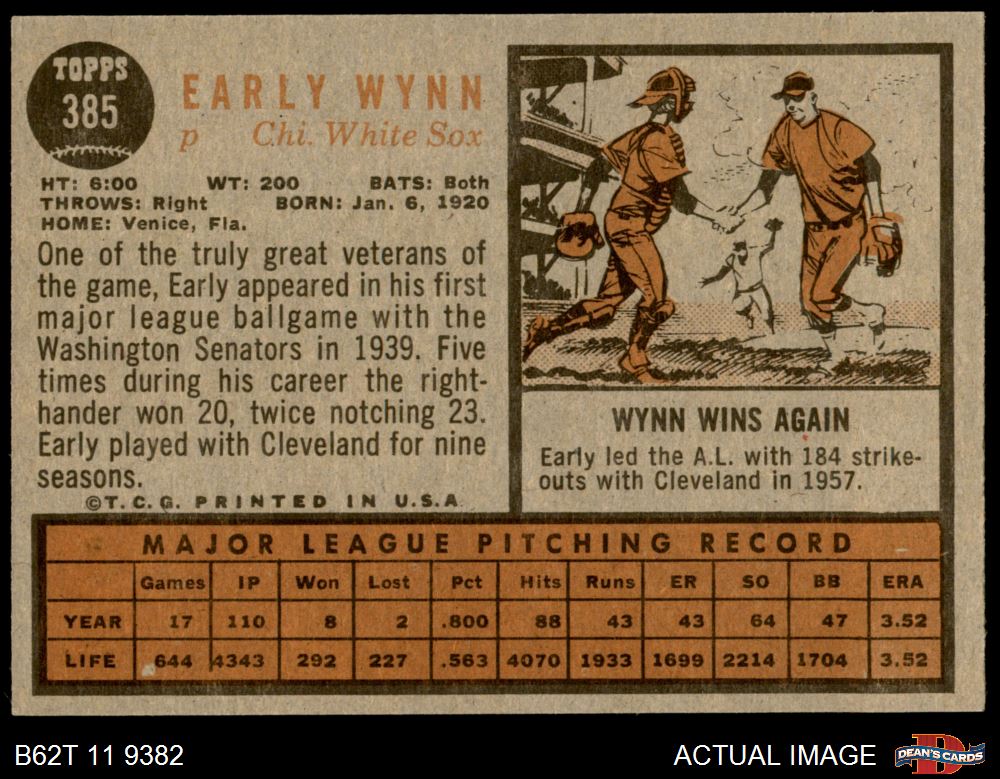 TOPPS
385
EARLY WYNN
p Chi. White Sox
HT: 6:00 WT: 200 BATS: Both
THROWS: Right BORN: Jan. 6, 1920
HOME: Venice, Fla.
One of the truly great veterans of
the game, Early appeared in his first
major league ballgame with the
Washington Senators in 1939. Five
times during his career the right-
hander won 20, twice notching 23.
Early played with Cleveland for nine
seasons.
©T.C.G. PRINTED IN U.S.A.
WYNN WINS AGAIN
Early led the A.L. with 184 strike-
outs with Cleveland in 1957.
MAJOR LEAGUE PITCHING RECORD
Games IP Won Lost Pct Hits Runs ER SO BB ERA
YEAR 17 110 8 2 .800 88 43 43 64 47 3.52
LIFE 644 4343 292 227 .563 4070 1933 1699 2214 1704 3.52
B62T 11 9382 ACTUAL IMAGE DEAN'S CARDS